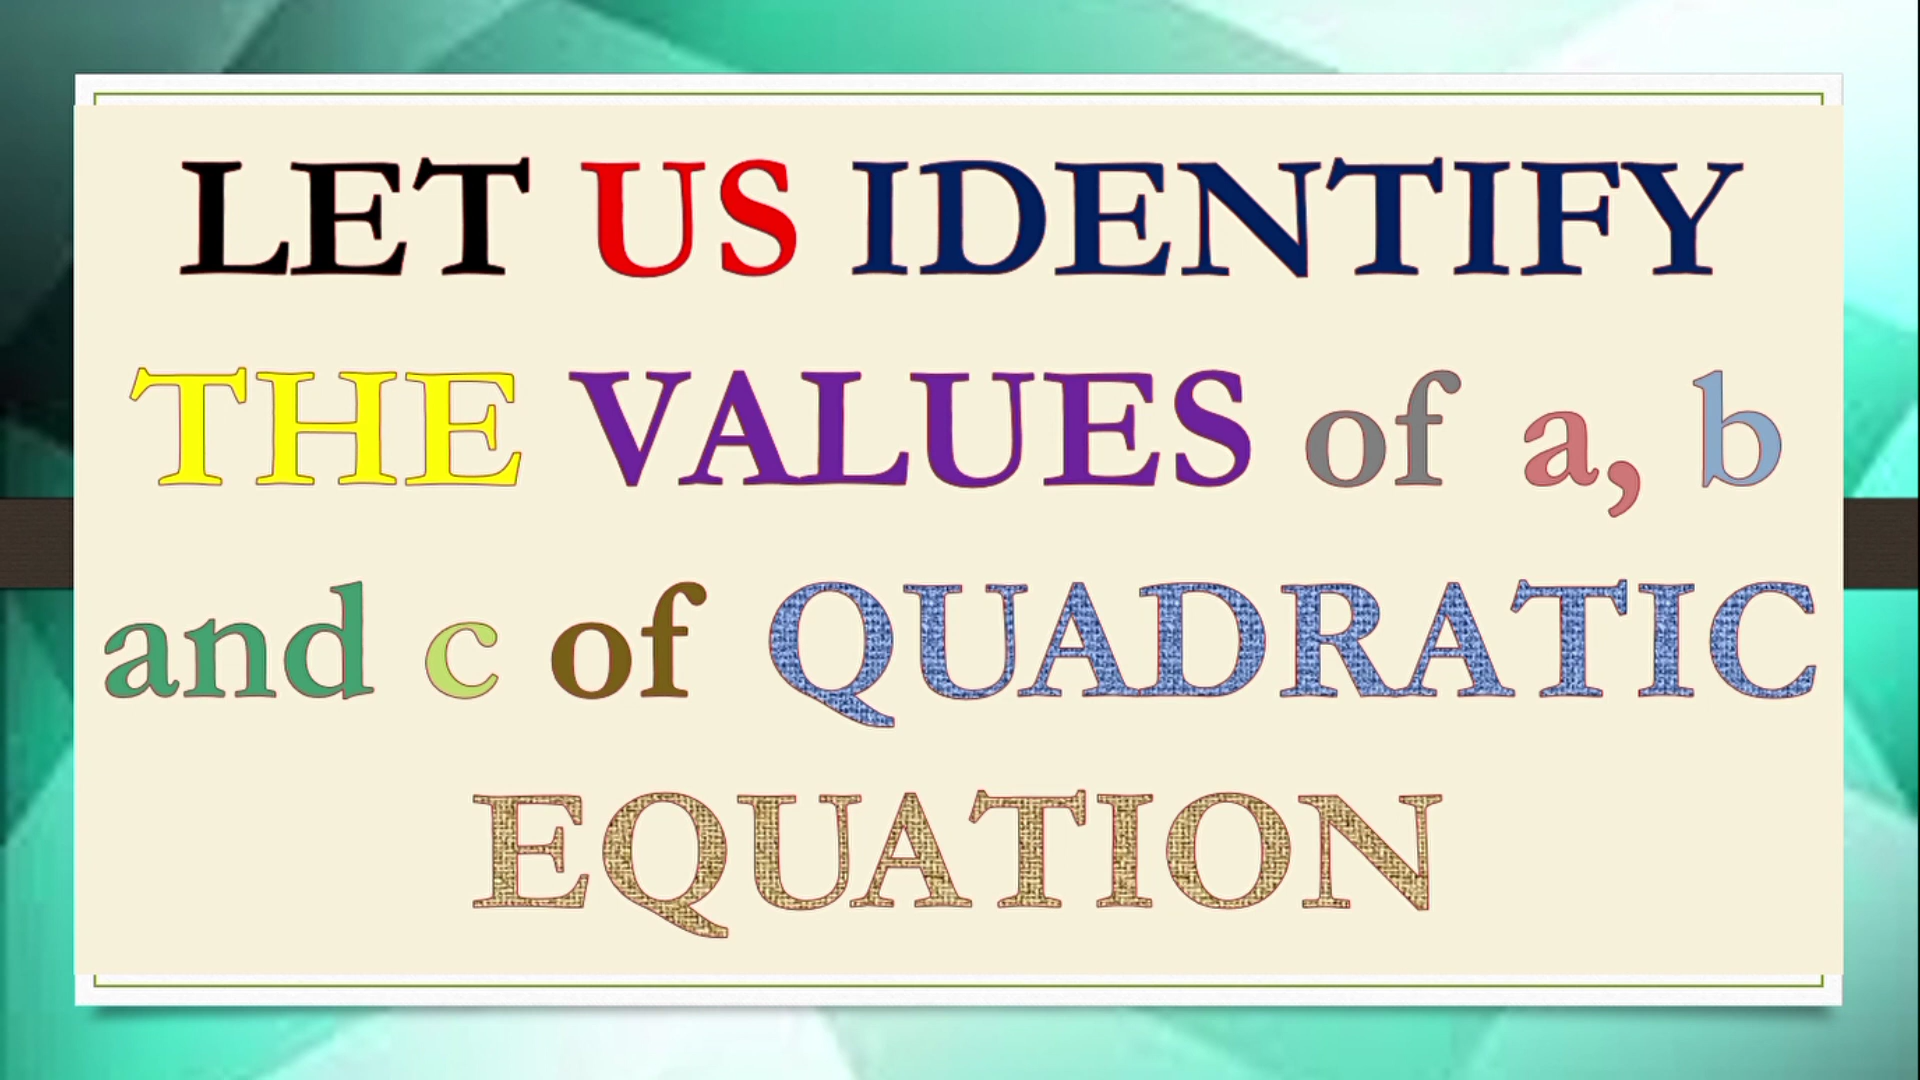 LET US IDENTIFY
THE VALUES of a, b
and c of QUADRATIC
EQUATION